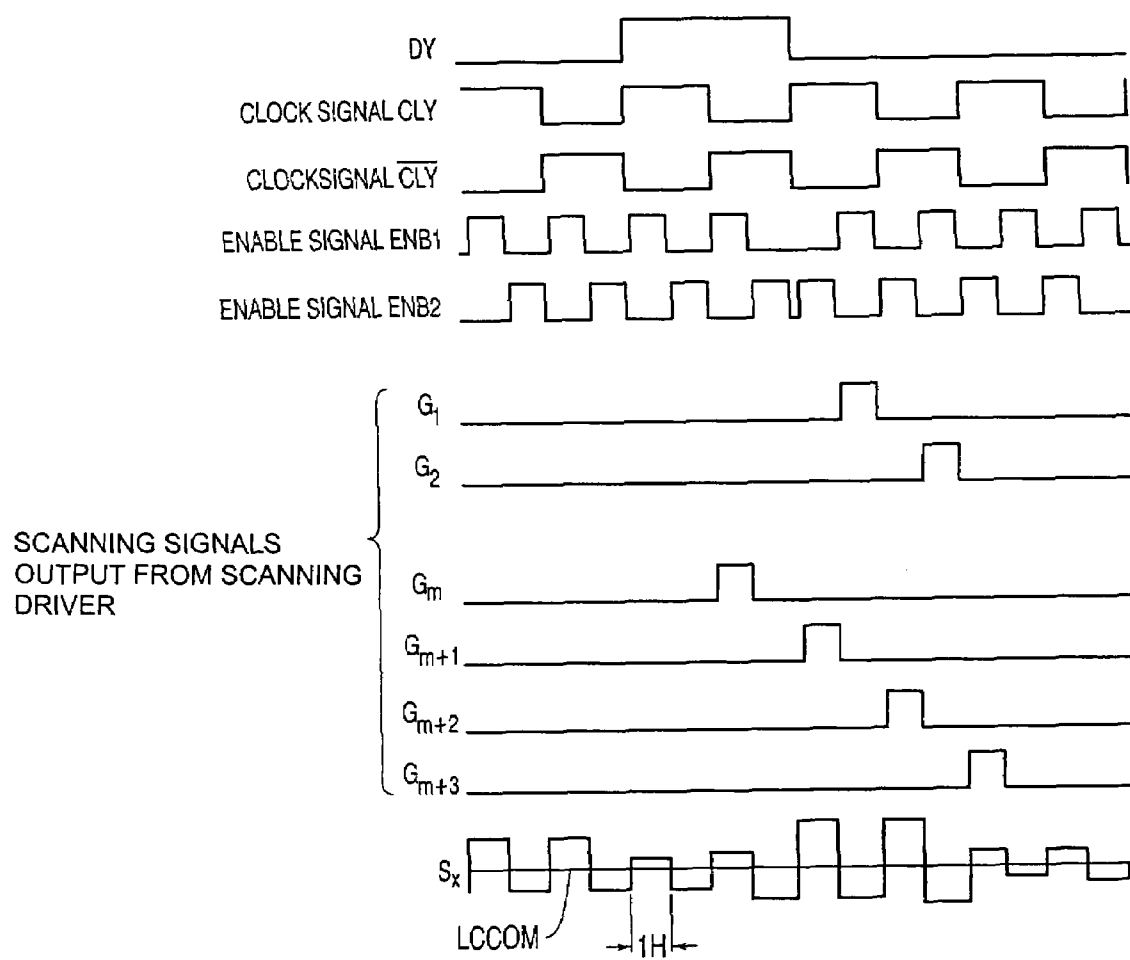 DY
CLOCK SIGNAL CLY
CLOCKSIGNAL C̅L̅Y̅
ENABLE SIGNAL ENB1
ENABLE SIGNAL ENB2
G₁
G₂
SCANNING SIGNALS
OUTPUT FROM SCANNING
DRIVER
Gm
Gm+1
Gm+2
Gm+3
Sx
LCCOM
1H